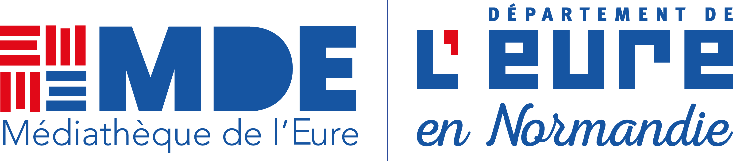 MDE
Médiathèque de l'Eure
DÉPARTEMENT DE
L'eure
en Normandie